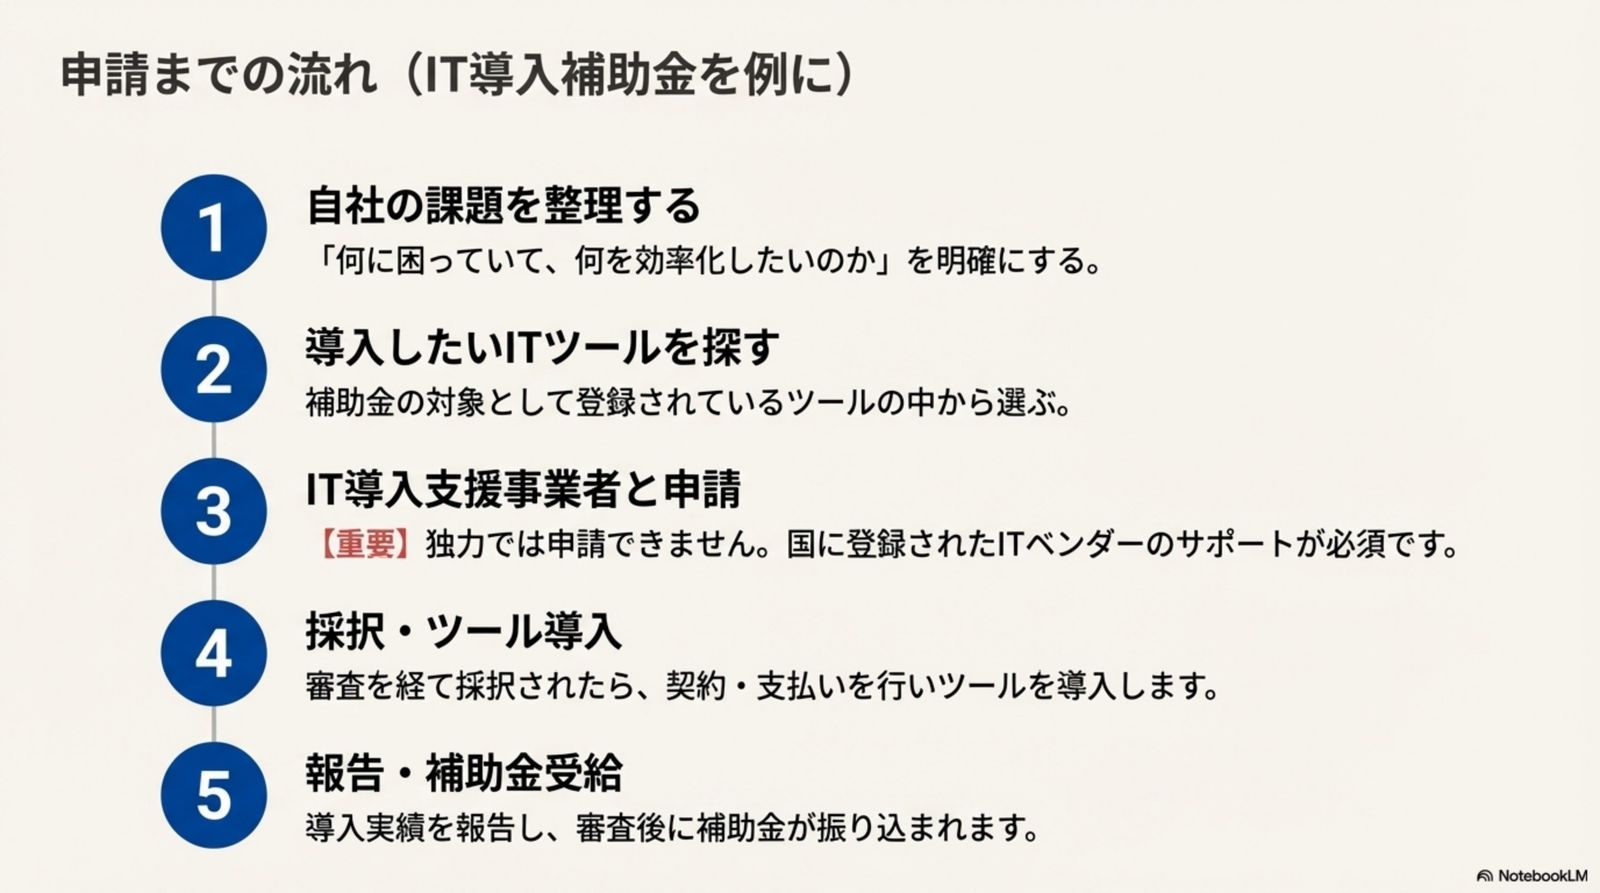 申請までの流れ（IT導入補助金を例に）
1
自社の課題を整理する
「何に困っていて、何を効率化したいのか」を明確にする。
2
導入したいITツールを探す
補助金の対象として登録されているツールの中から選ぶ。
3
IT導入支援事業者と申請
【重要】独力では申請できません。国に登録されたITベンダーのサポートが必須です。
4
採択・ツール導入
審査を経て採択されたら、契約・支払いを行いツールを導入します。
5
報告・補助金受給
導入実績を報告し、審査後に補助金が振り込まれます。
NotebookLM